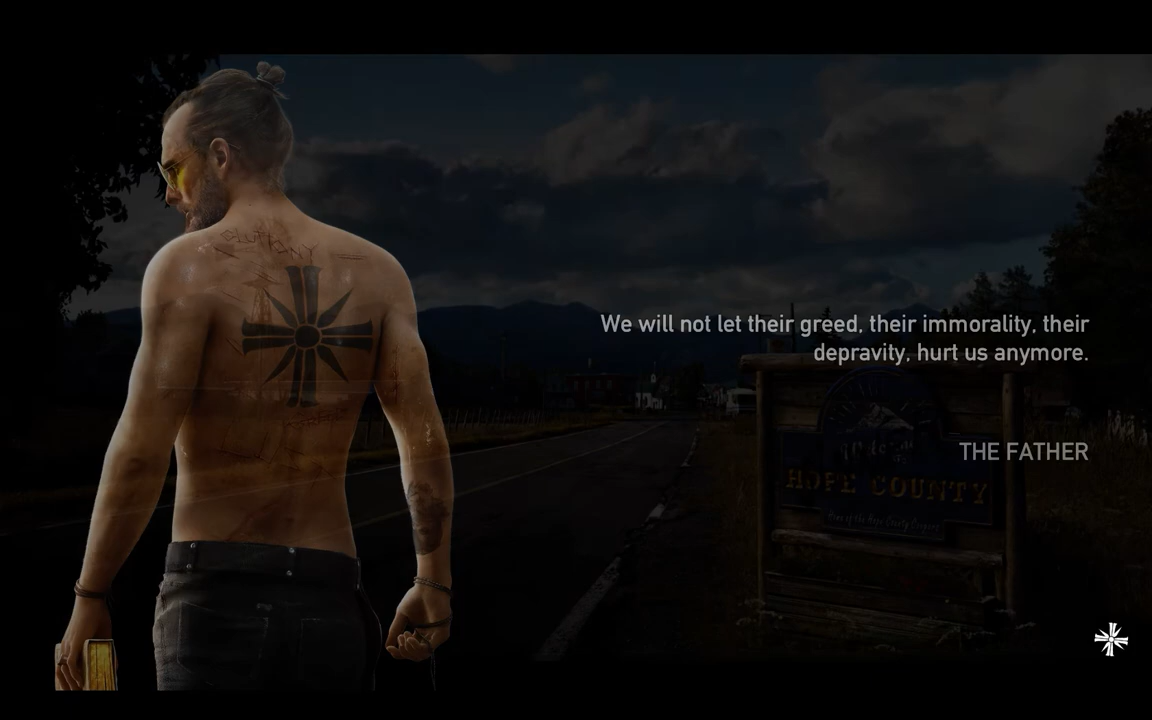 We will not let their greed, their immorality, their
depravity, hurt us anymore.
THE FATHER
HOPE COUNTY